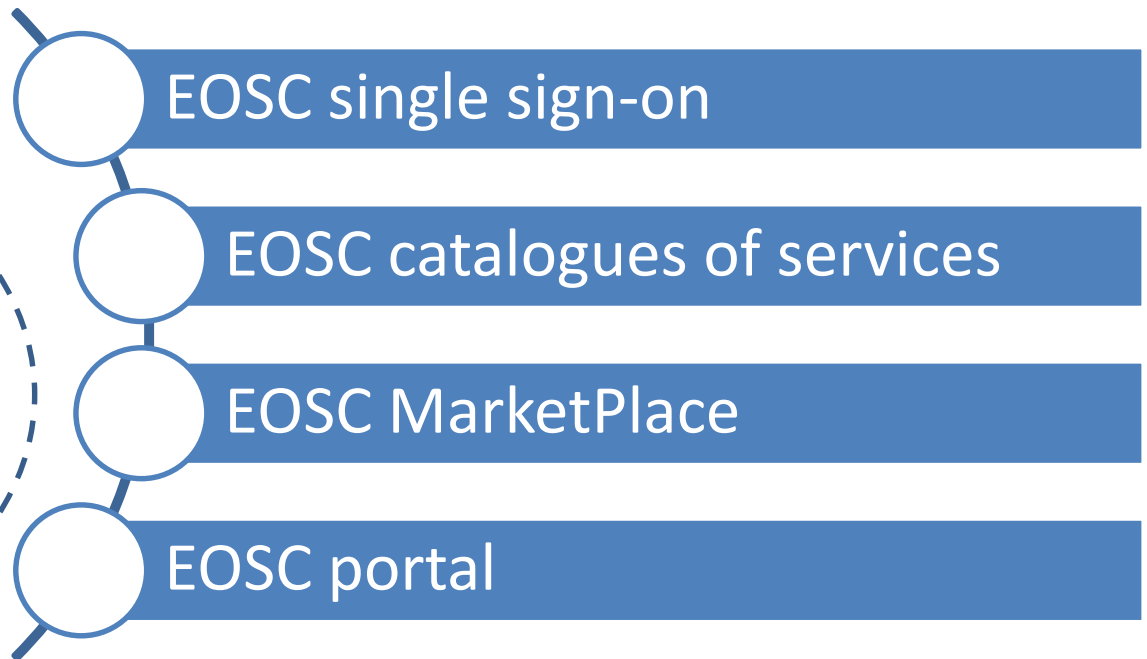 EOSC single sign-on
EOSC catalogues of services
EOSC MarketPlace
EOSC portal